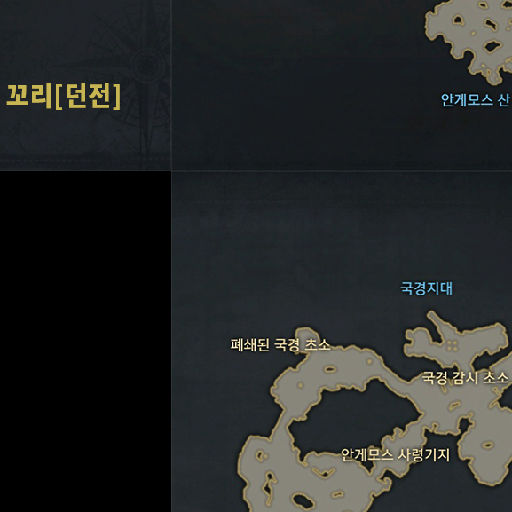 꼬리[던전]
안게모스 산
국경지대
폐쇄된 국경 초소
국경 감시 초소
안게모스 사령기지